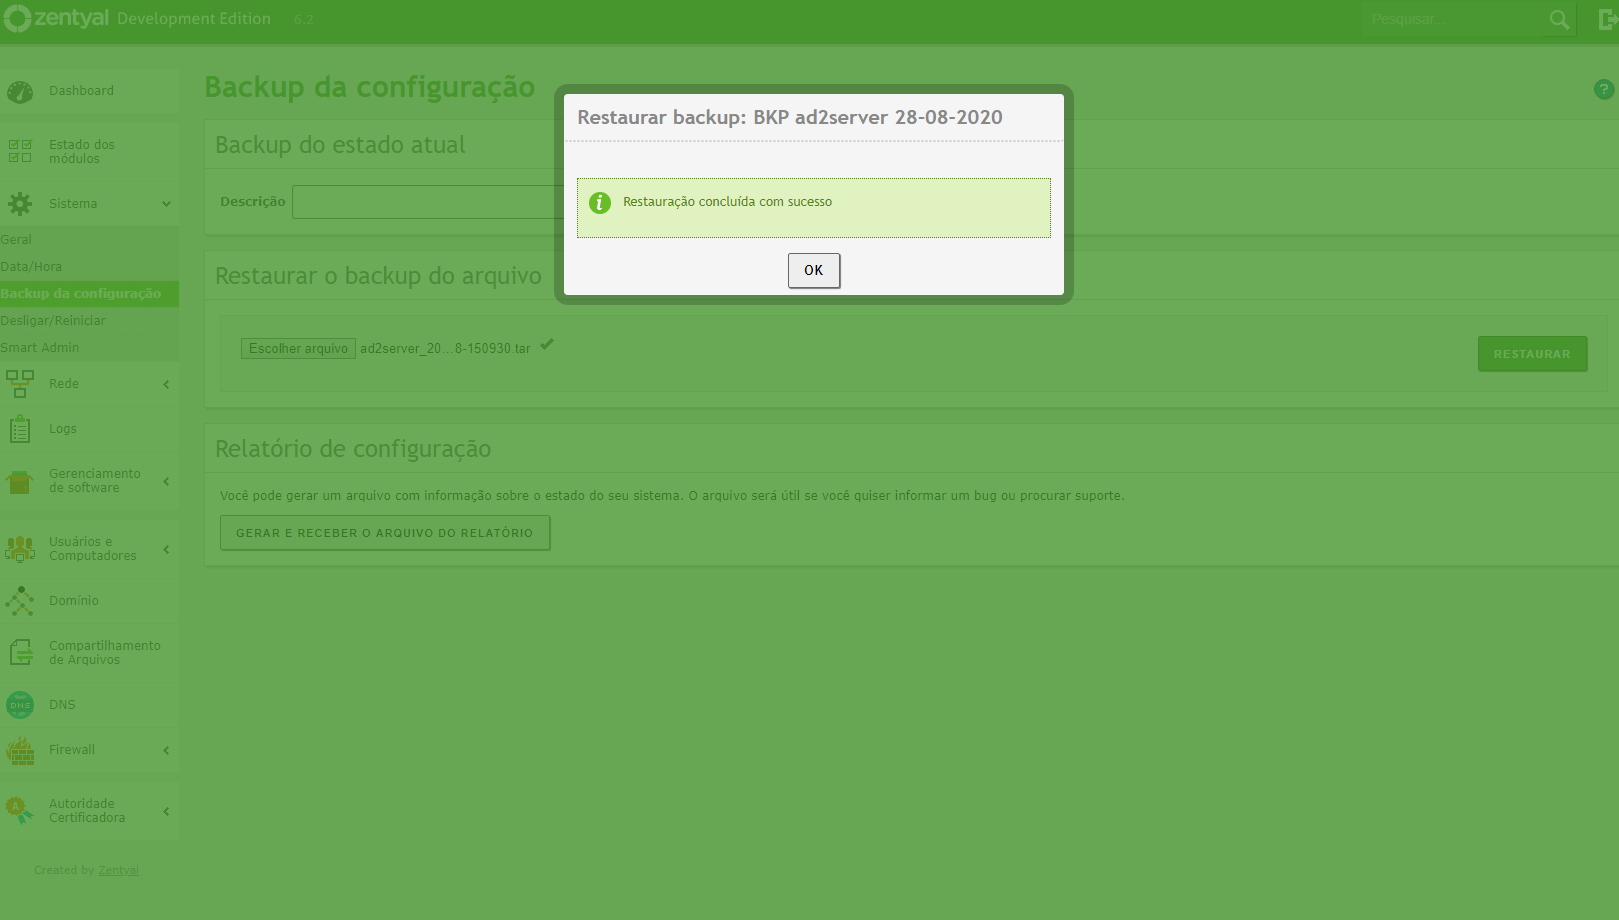 zentyal Development Edition 6.2
Pesquisar...
Dashboard
Estado dos
módulos
Sistema
Geral
Data/Hora
Backup da configuração
Desligar/Reiniciar
Smart Admin
Rede
Logs
Gerenciamento
de software
Usuários e
Computadores
Domínio
Compartilhamento
de Arquivos
DNS
DNS
Firewall
A
Autoridade
Certificadora
Created by Zentyal
Backup da configuração
?
Backup do estado atual
Descrição
Restaurar o backup do arquivo
Escolher arquivo ad2server_20...8-150930.tar
RESTAURAR
Relatório de configuração
Você pode gerar um arquivo com informação sobre o estado do seu sistema. O arquivo será útil se você quiser informar um bug ou procurar suporte.
GERAR E RECEBER O ARQUIVO DO RELATÓRIO
Restaurar backup: BKP ad2server 28-08-2020
i Restauração concluída com sucesso
OK